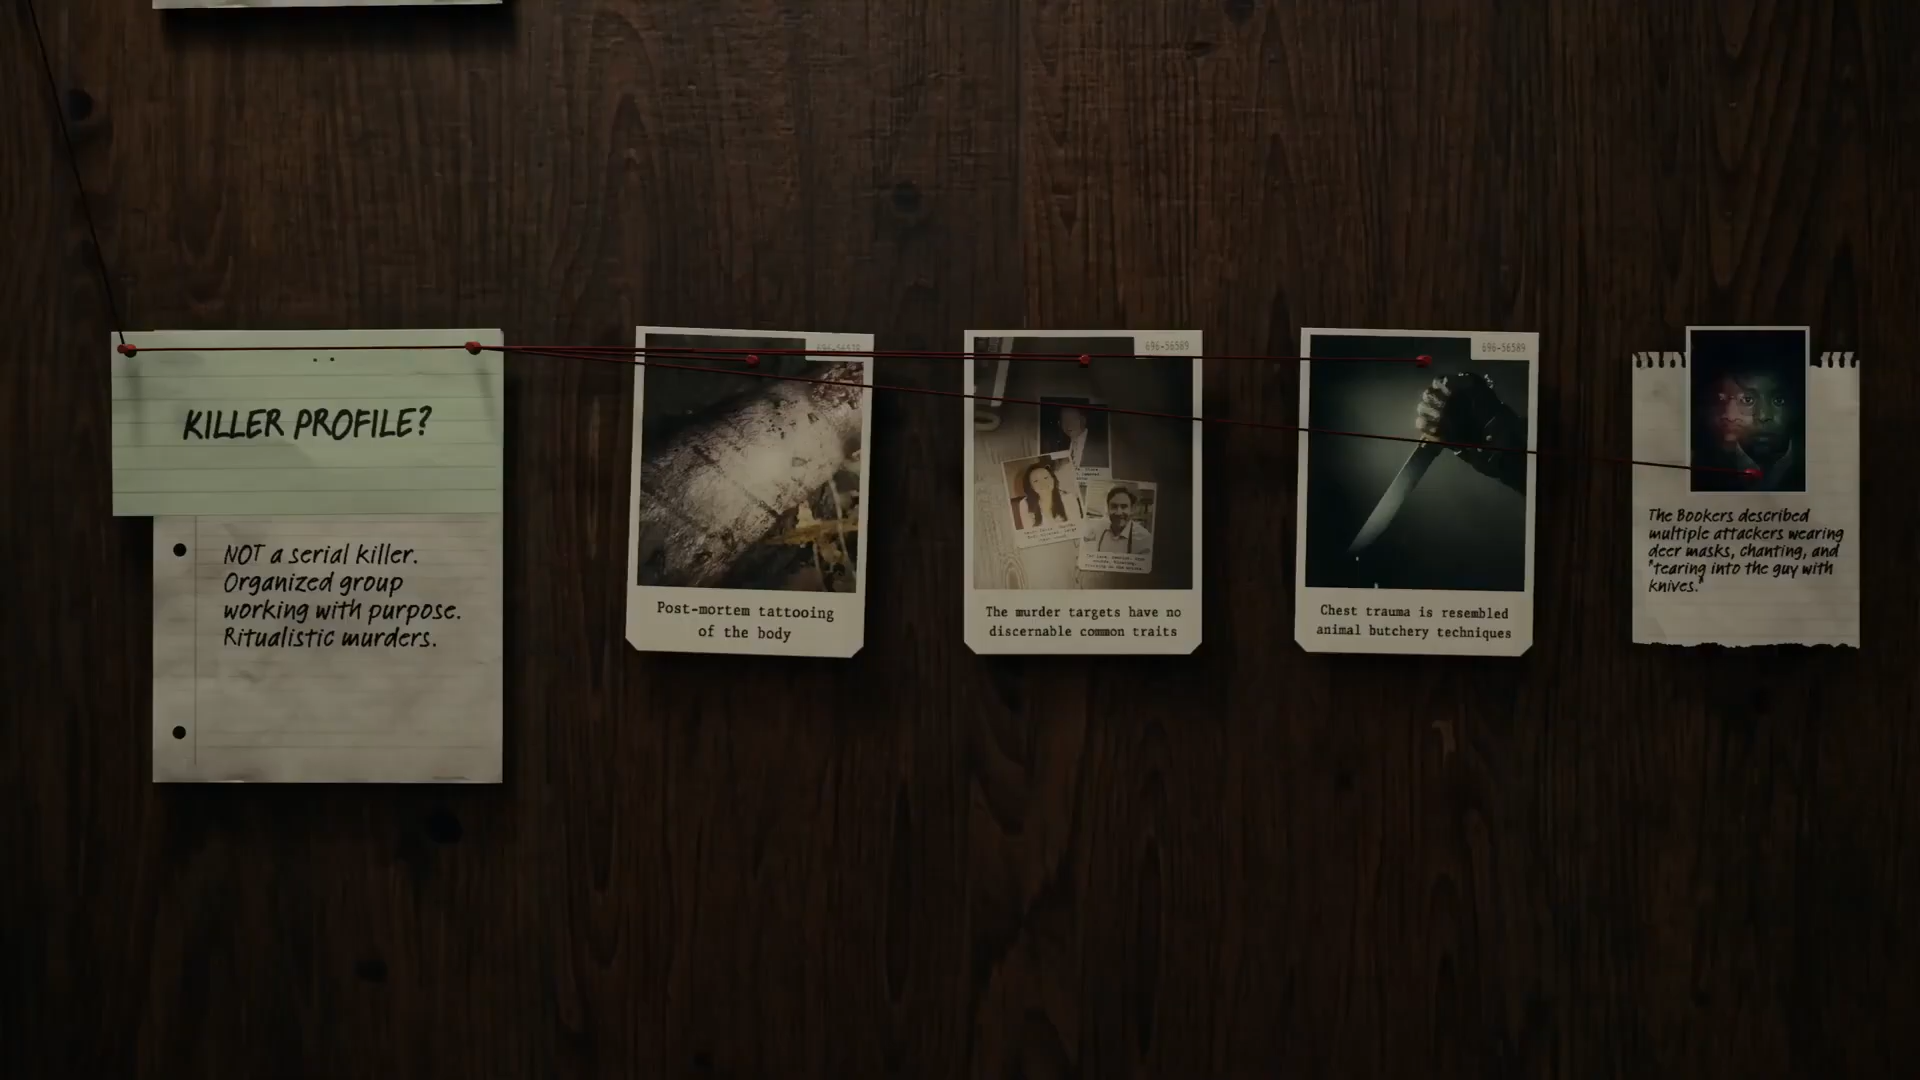 KILLER PROFILE?
NOT a serial killer.
Organized group
working with purpose.
Ritualistic murders.
Post-mortem tattooing
of the body
696-56589
The murder targets have no
discernable common traits
696-56589
Chest trauma is resembled
animal butchery techniques
The Bookers described
multiple attackers wearing
deer masks, chanting, and
"tearing into the guy with
knives."